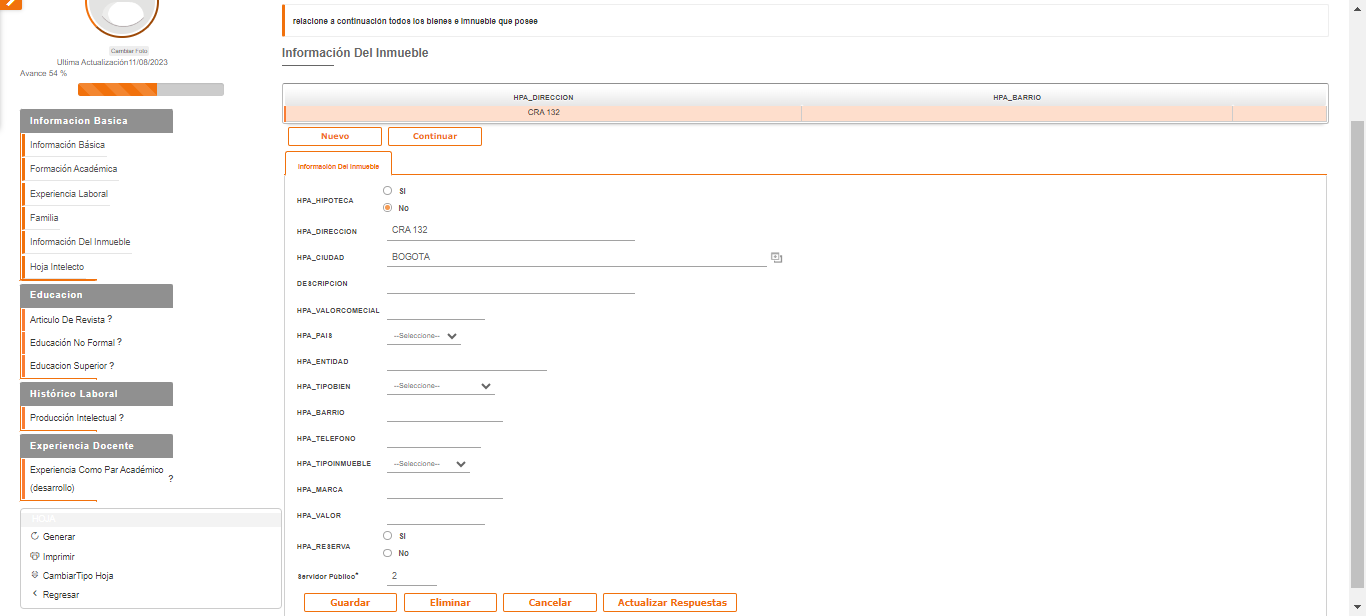 relacione a continuación todos los bienes e imnueble que posee
Cambiar Foto
Ultima Actualización11/08/2023
Avance 54 %
Información Del Inmueble
HPA_DIRECCION HPA_BARRIO
CRA 132
Nuevo Continuar
Información Del Inmueble
Informacion Basica
Información Básica
Formación Académica
Experiencia Laboral
Familia
Información Del Inmueble
Hoja Intelecto
Educacion
Articulo De Revista ?
Educación No Formal ?
Educacion Superior ?
Histórico Laboral
Producción Intelectual ?
Experiencia Docente
Experiencia Como Par Académico
(desarrollo) ?
HOJA
Generar
Imprimir
CambiarTipo Hoja
Regresar
HPA_HIPOTECA
SI
No
HPA_DIRECCION CRA 132
HPA_CIUDAD BOGOTA
DESCRIPCION
HPA_VALORCOMECIAL
HPA_PAIS --Seleccione--
HPA_ENTIDAD
HPA_TIPOBIEN --Seleccione--
HPA_BARRIO
HPA_TELEFONO
HPA_TIPOINMUEBLE --Seleccione--
HPA_MARCA
HPA_VALOR
HPA_RESERVA
SI
No
Servidor Público* 2
Guardar Eliminar Cancelar Actualizar Respuestas